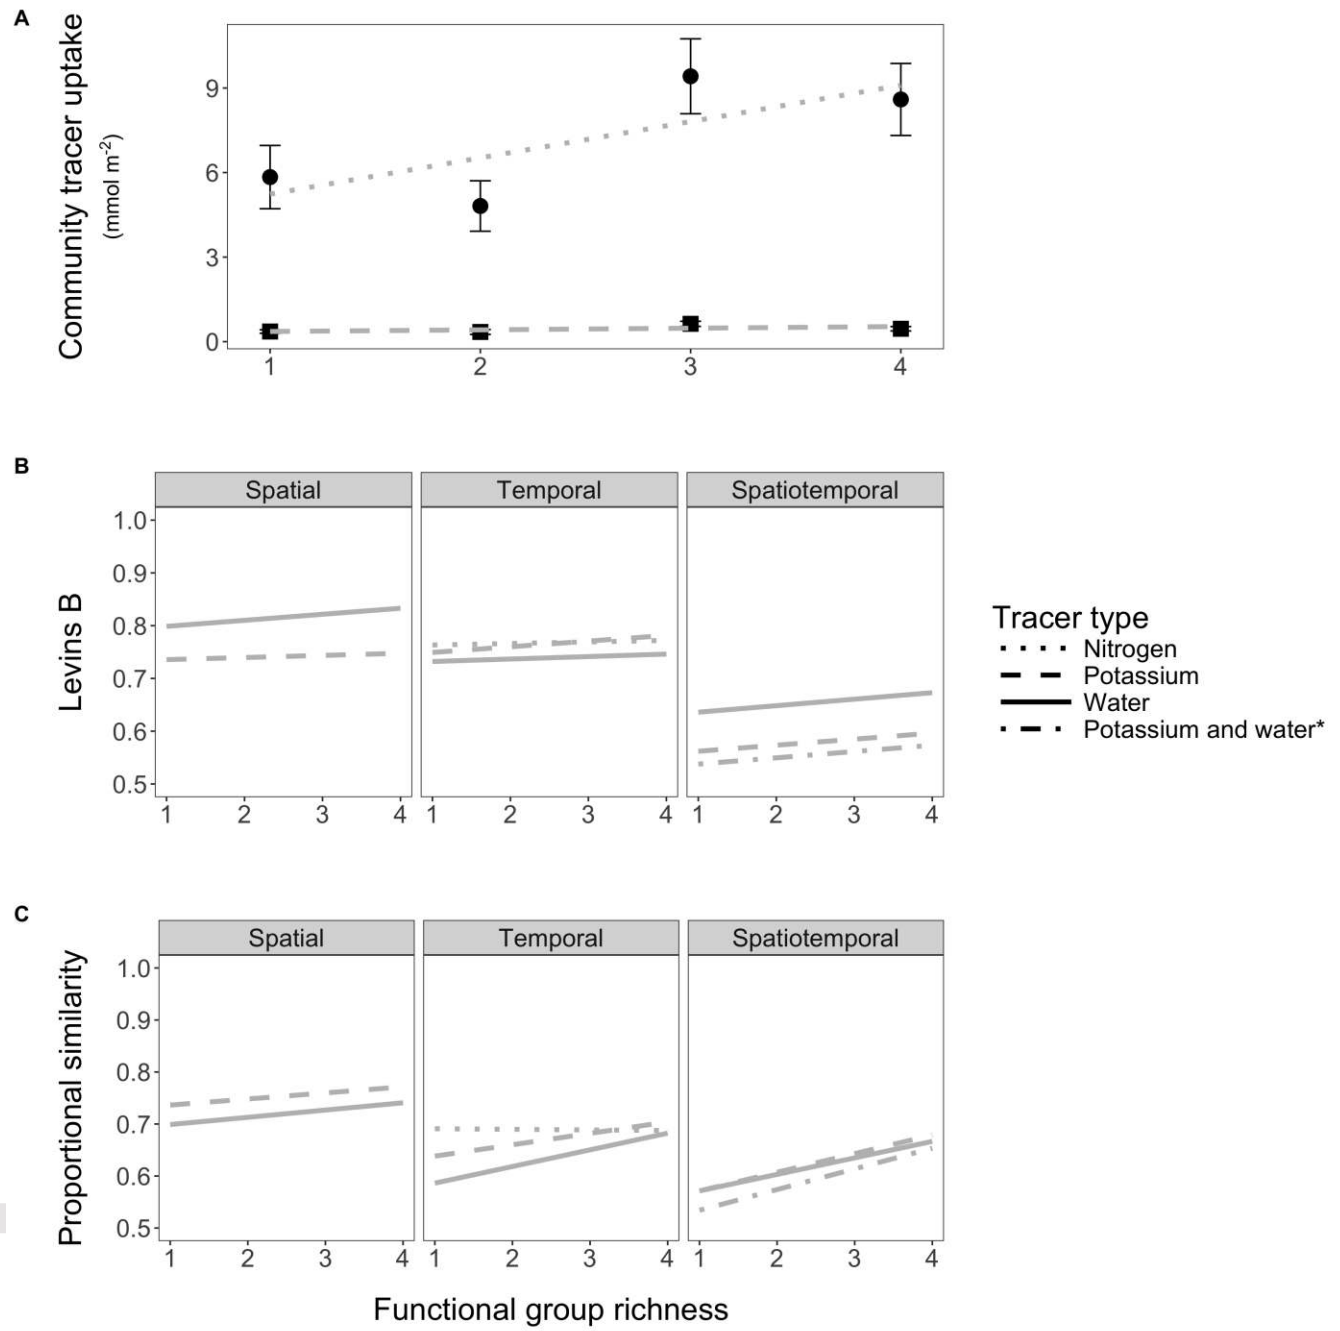 A
Community tracer uptake
(mmol m-2)
9
6
3
0
1 2 3 4
B
Spatial Temporal Spatiotemporal
Levins B
1.0
0.9
0.8
0.7
0.6
0.5
1 2 3 4 1 2 3 4 1 2 3 4
Tracer type
Nitrogen
Potassium
Water
Potassium and water*
C
Spatial Temporal Spatiotemporal
Proportional similarity
1.0
0.9
0.8
0.7
0.6
0.5
1 2 3 4 1 2 3 4 1 2 3 4
Functional group richness